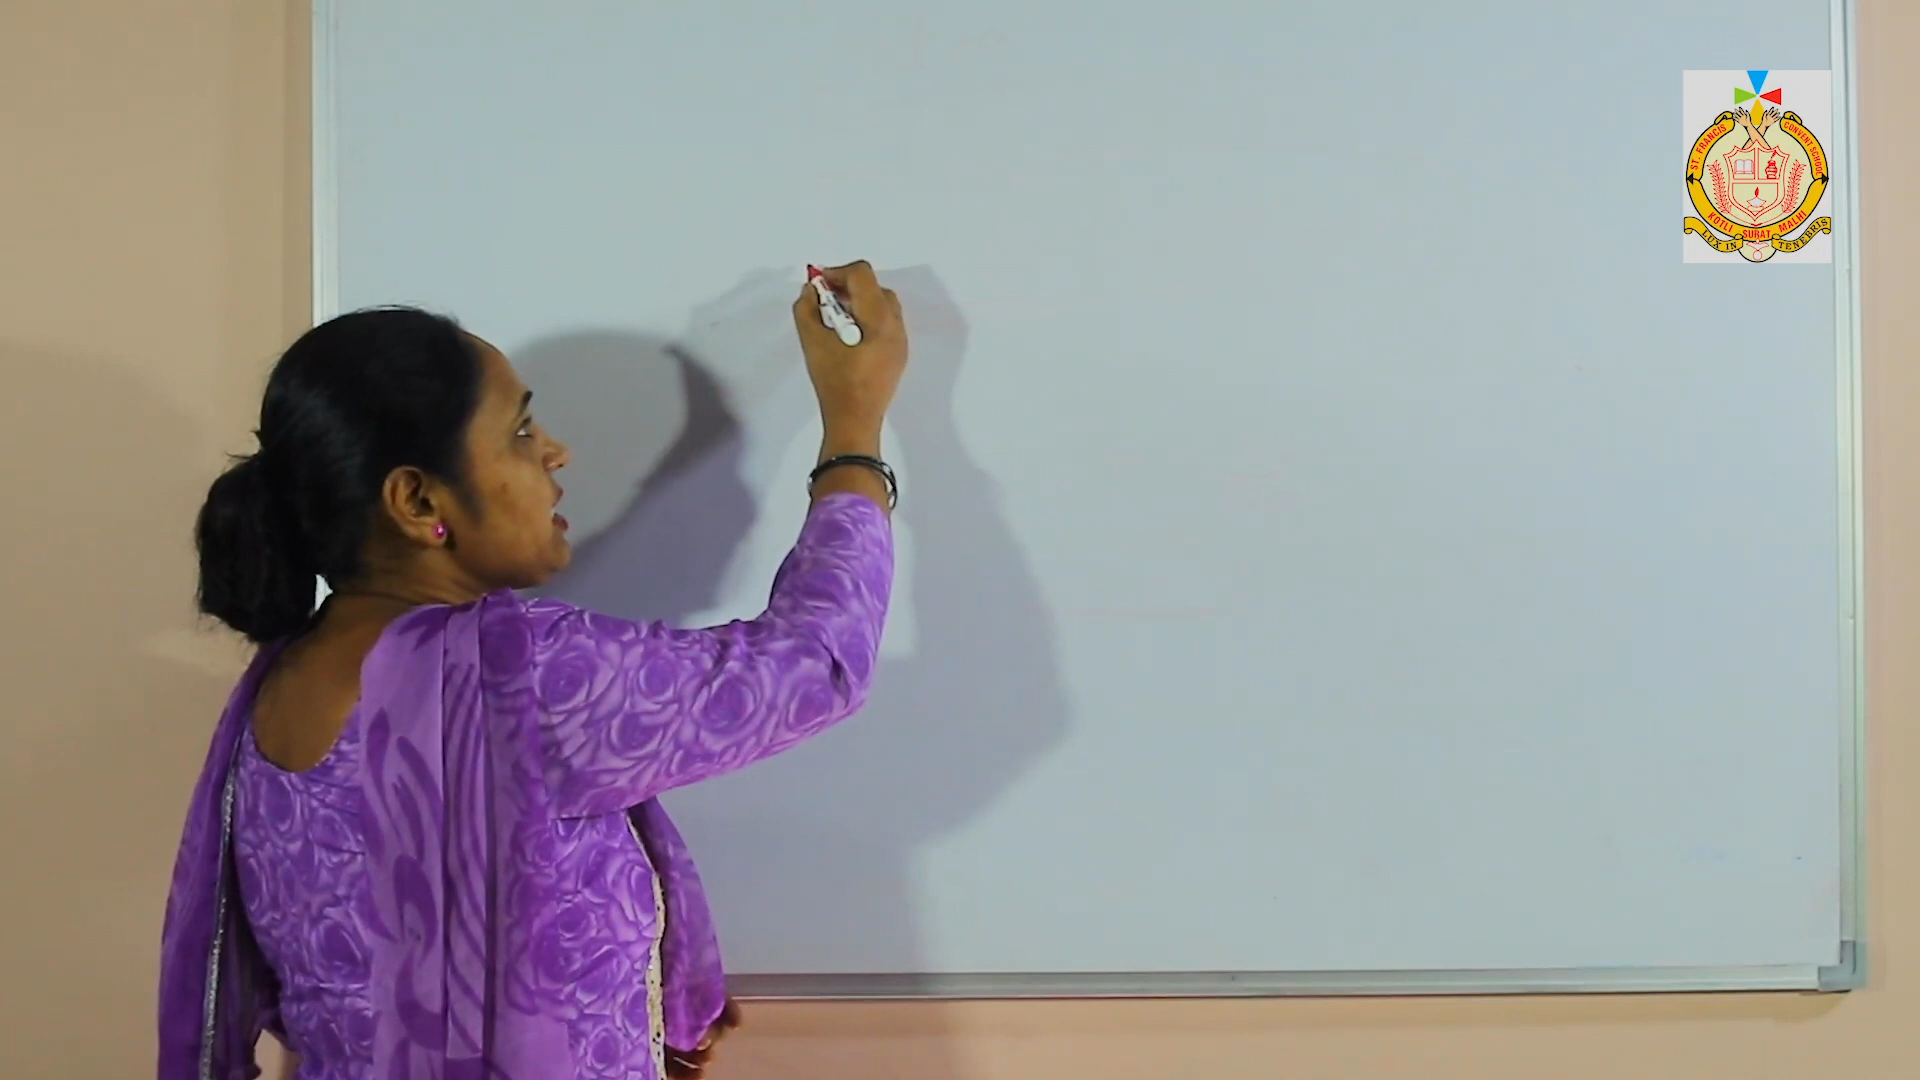 ST. FRANCIS CONVENT SCHOOL
KOTLI SURAT MALHI
LUX IN TENEBRIS